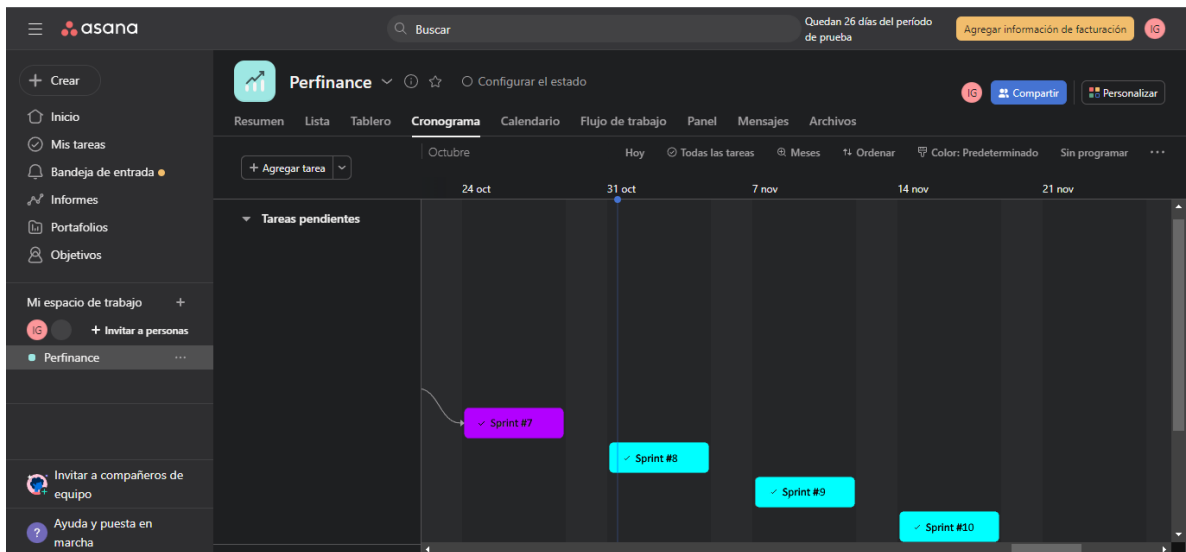 asana
Buscar
Quedan 26 días del período
de prueba
Agregar información de facturación
IG
Crear
Inicio
Mis tareas
Bandeja de entrada
Informes
Portafolios
Objetivos
Mi espacio de trabajo
IG
Invitar a personas
Perfinance
Invitar a compañeros de
equipo
Ayuda y puesta en
marcha
Perfinance
Configurar el estado
IG
Compartir
Personalizar
Resumen Lista Tablero Cronograma Calendario Flujo de trabajo Panel Mensajes Archivos
+ Agregar tarea
Octubre
Hoy Todas las tareas Meses Ordenar Color: Predeterminado Sin programar
24 oct 31 oct 7 nov 14 nov 21 nov
Tareas pendientes
Sprint #7
Sprint #8
Sprint #9
Sprint #10